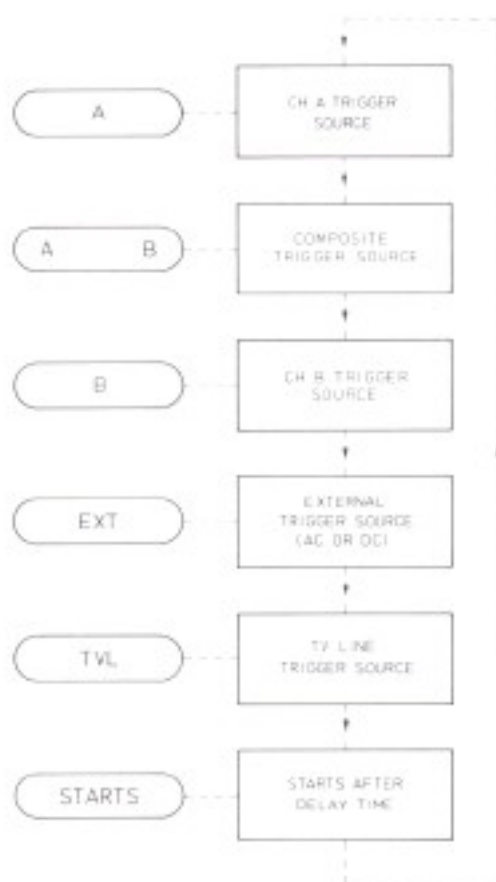 A
CH A TRIGGER
SOURCE
A B
COMPOSITE
TRIGGER SOURCE
B
CH B TRIGGER
SOURCE
EXT
EXTERNAL
TRIGGER SOURCE
(AC OR DC)
TVL
TV LINE
TRIGGER SOURCE
STARTS
STARTS AFTER
DELAY TIME